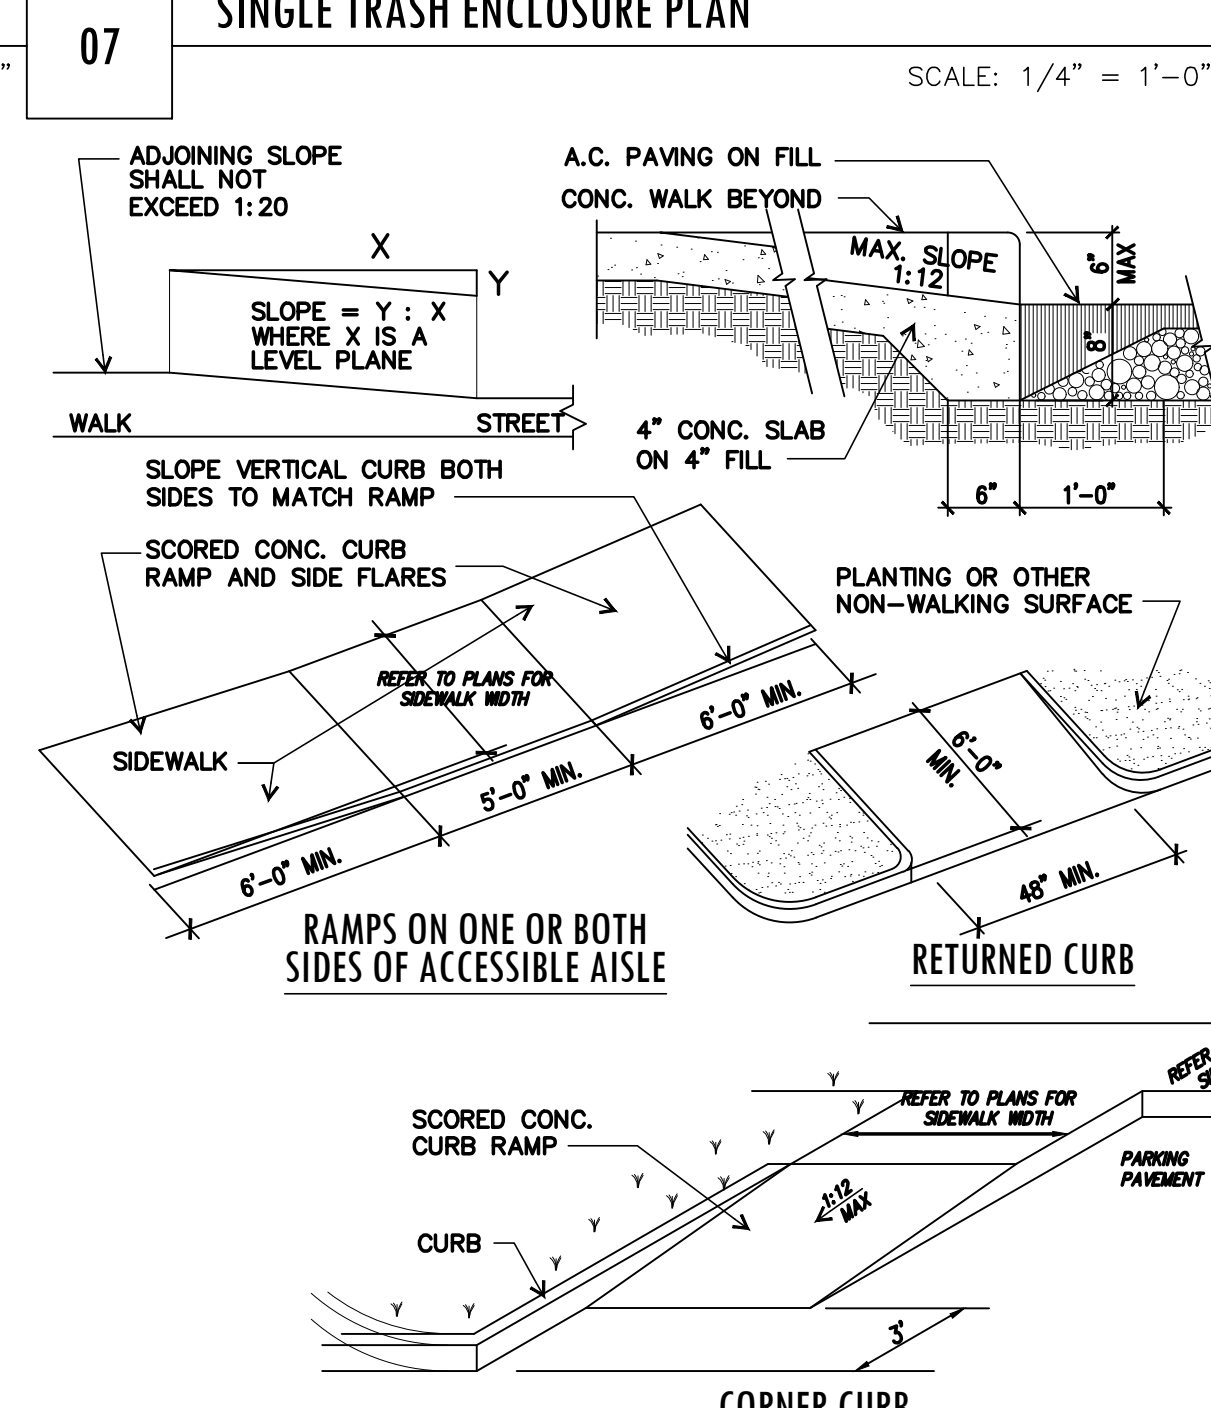 SINGLE TRASH ENCLOSURE PLAN
07
"
SCALE: 1/4" = 1'-0"
ADJOINING SLOPE
SHALL NOT
EXCEED 1:20
X
Y
SLOPE = Y : X
WHERE X IS A
LEVEL PLANE
WALK
STREET
A.C. PAVING ON FILL
CONC. WALK BEYOND
MAX. SLOPE
1:12
6"
MAX
8"
4" CONC. SLAB
ON 4" FILL
6"
1'-0"
SLOPE VERTICAL CURB BOTH
SIDES TO MATCH RAMP
SCORED CONC. CURB
RAMP AND SIDE FLARES
REFER TO PLANS FOR
SIDEWALK WIDTH
SIDEWALK
6'-0" MIN.
5'-0" MIN.
6'-0" MIN.
RAMPS ON ONE OR BOTH
SIDES OF ACCESSIBLE AISLE
PLANTING OR OTHER
NON-WALKING SURFACE
6'-0"
MIN.
48" MIN.
RETURNED CURB
REFER TO PLANS FOR
SIDEWALK WIDTH
REFER
PARKING
PAVEMENT
SCORED CONC.
CURB RAMP
1:12
MAX
CURB
3'
CORNER CURB